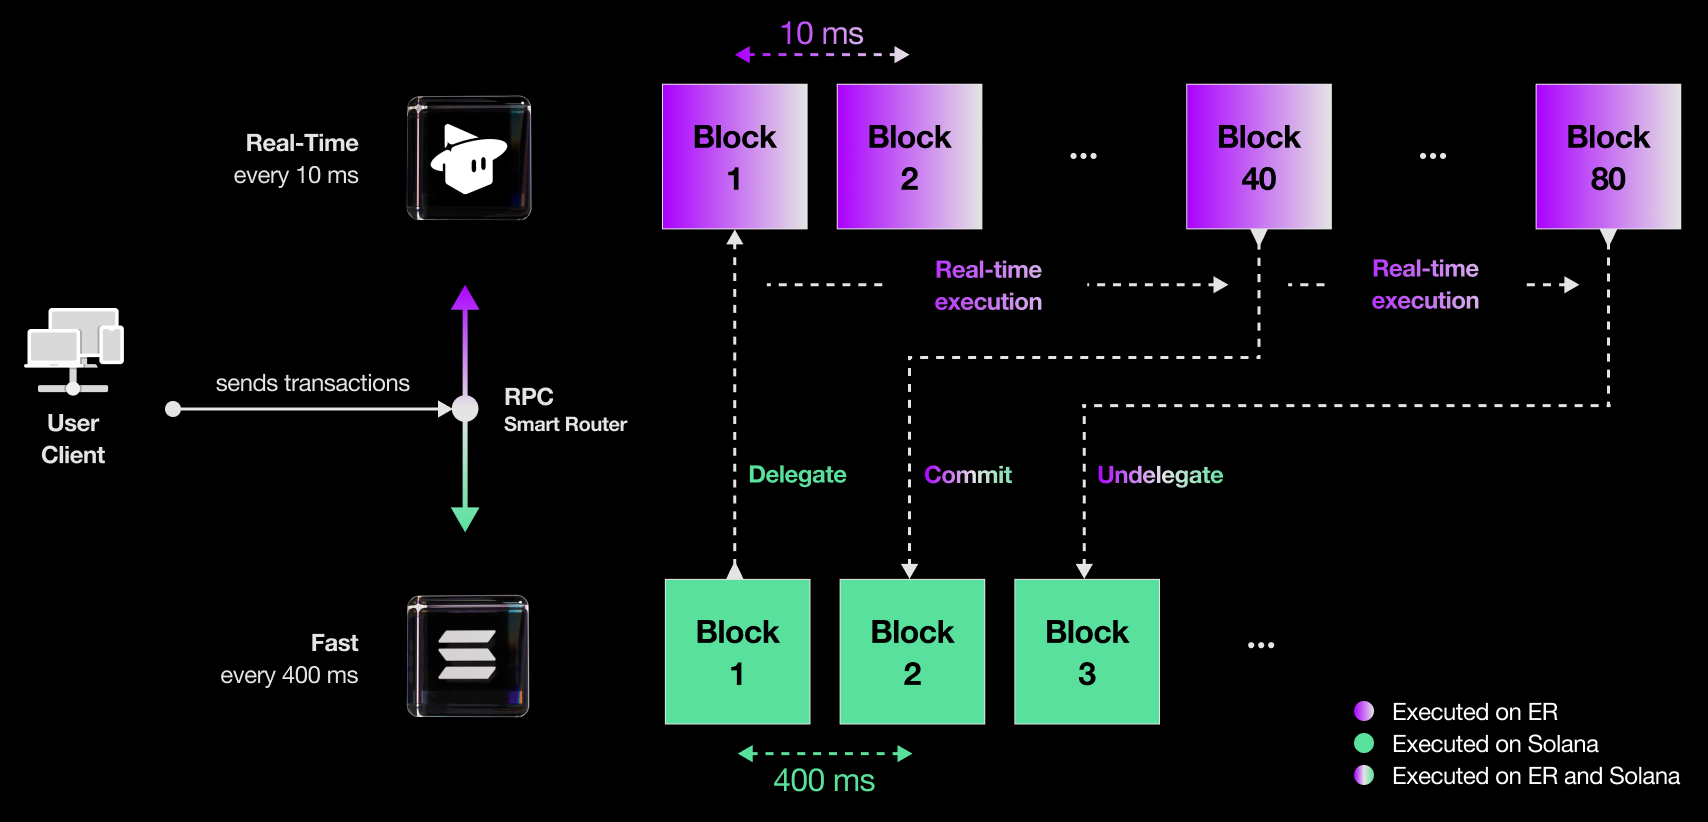 10 ms
Real-Time
every 10 ms
Block
1
Block
2
...
Block
40
...
Block
80
Real-time
execution
Real-time
execution
sends transactions
RPC
Smart Router
User
Client
Delegate
Commit
Undelegate
Fast
every 400 ms
Block
1
Block
2
Block
3
...
400 ms
Executed on ER
Executed on Solana
Executed on ER and Solana